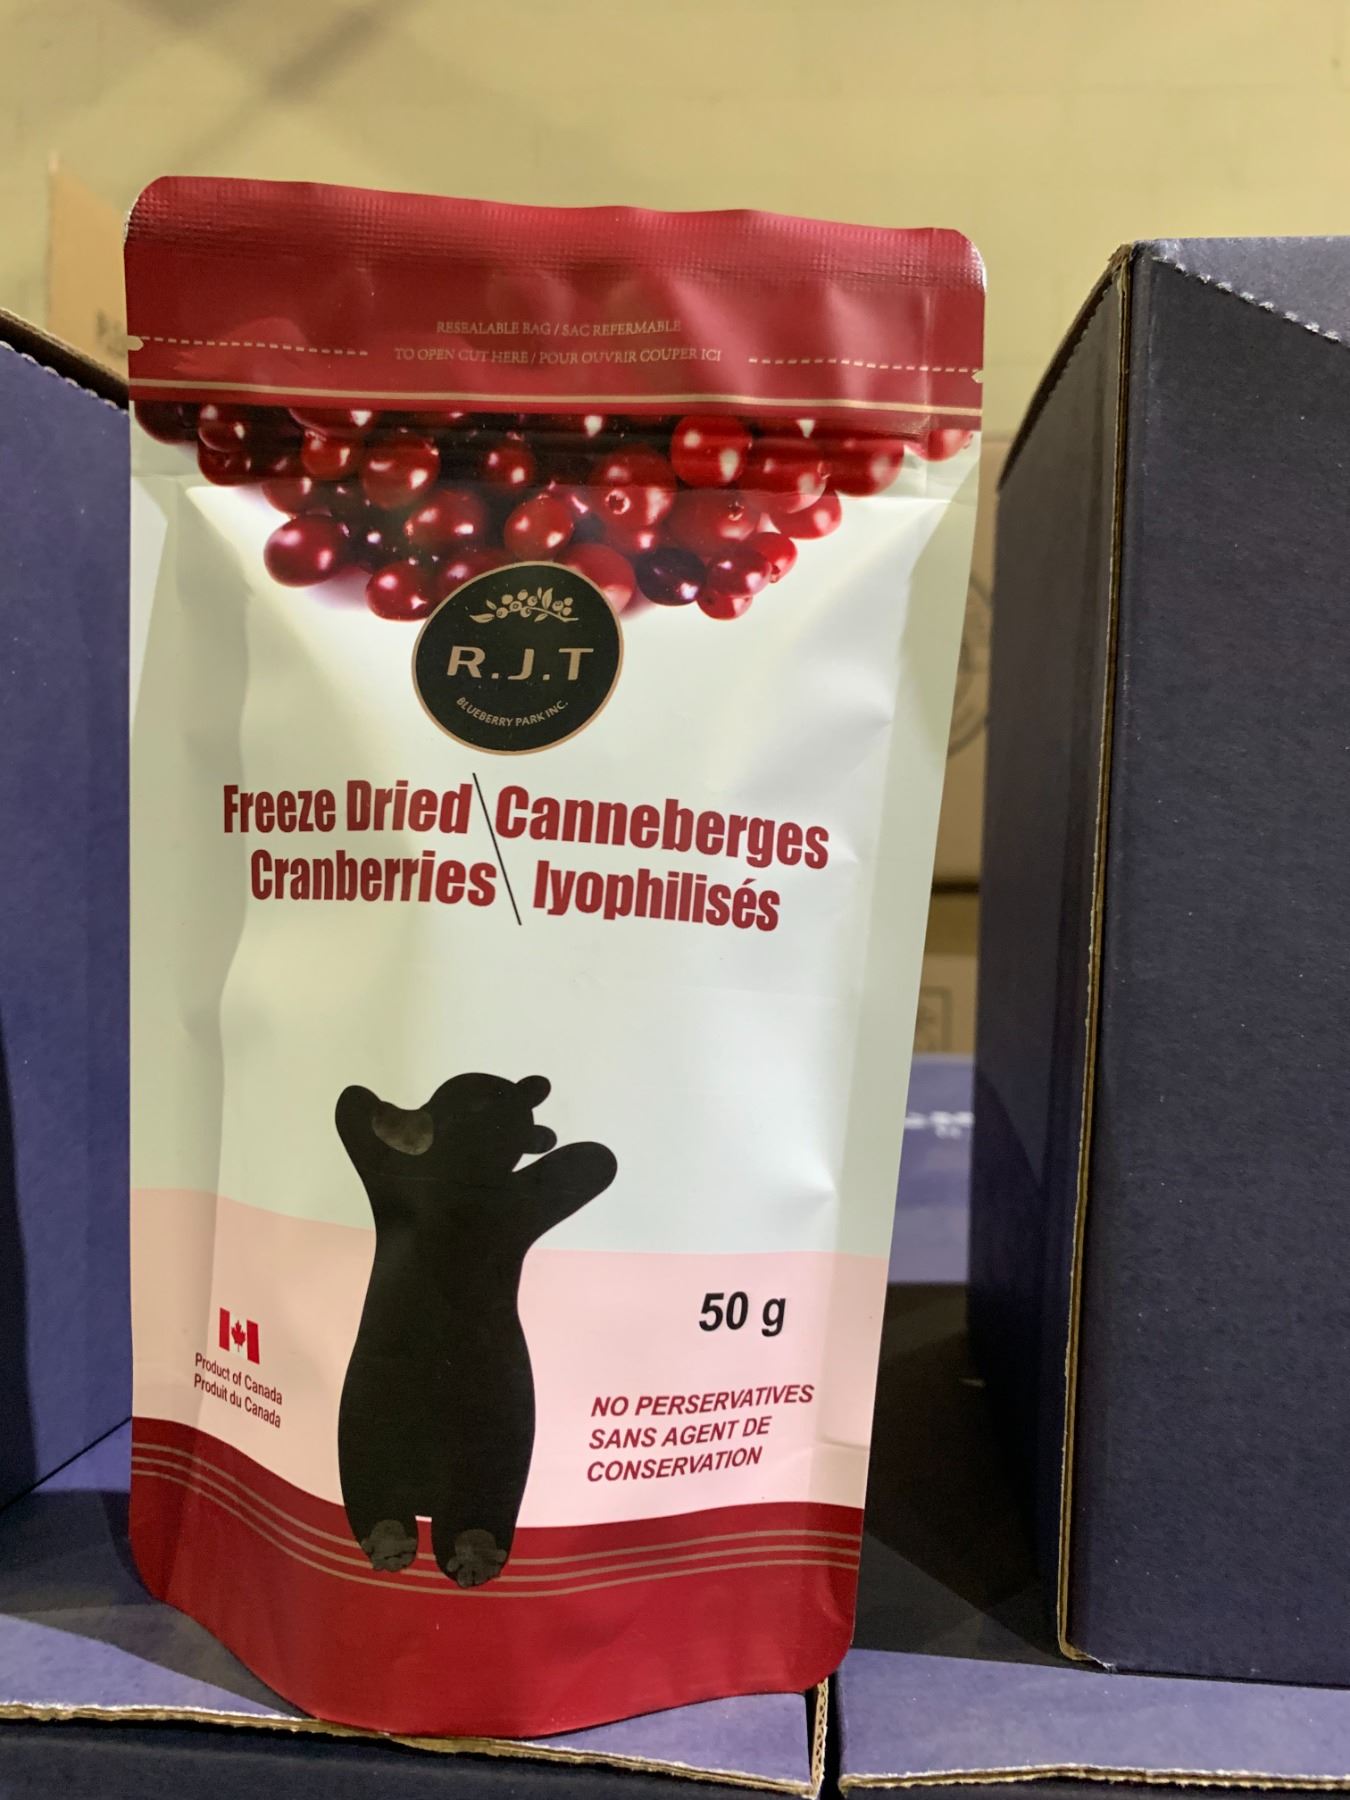 RESEALABLE BAG / SAC REFERMABLE
TO OPEN CUT HERE / POUR OUVRIR COUPER ICI
R.J.T
BLUEBERRY PARK INC.
Freeze Dried \ Canneberges
Cranberries \ lyophilisés
50 g
Product of Canada
Produit du Canada
NO PERSERVATIVES
SANS AGENT DE
CONSERVATION